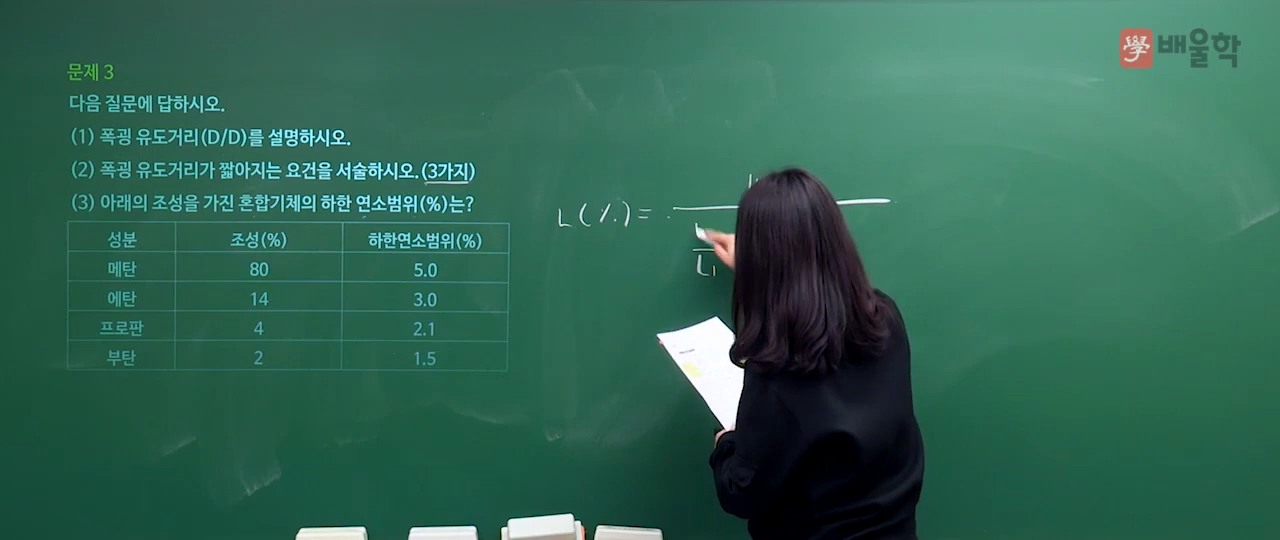 學 배울학
문제 3
다음 질문에 답하시오.
(1) 폭굉 유도거리(D/D)를 설명하시오.
(2) 폭굉 유도거리가 짧아지는 요건을 서술하시오.(3가지)
(3) 아래의 조성을 가진 혼합기체의 하한 연소범위(%)는?
성분 조성(%) 하한연소범위(%)
메탄 80 5.0
에탄 14 3.0
프로판 4 2.1
부탄 2 1.5
L(%) =
L1